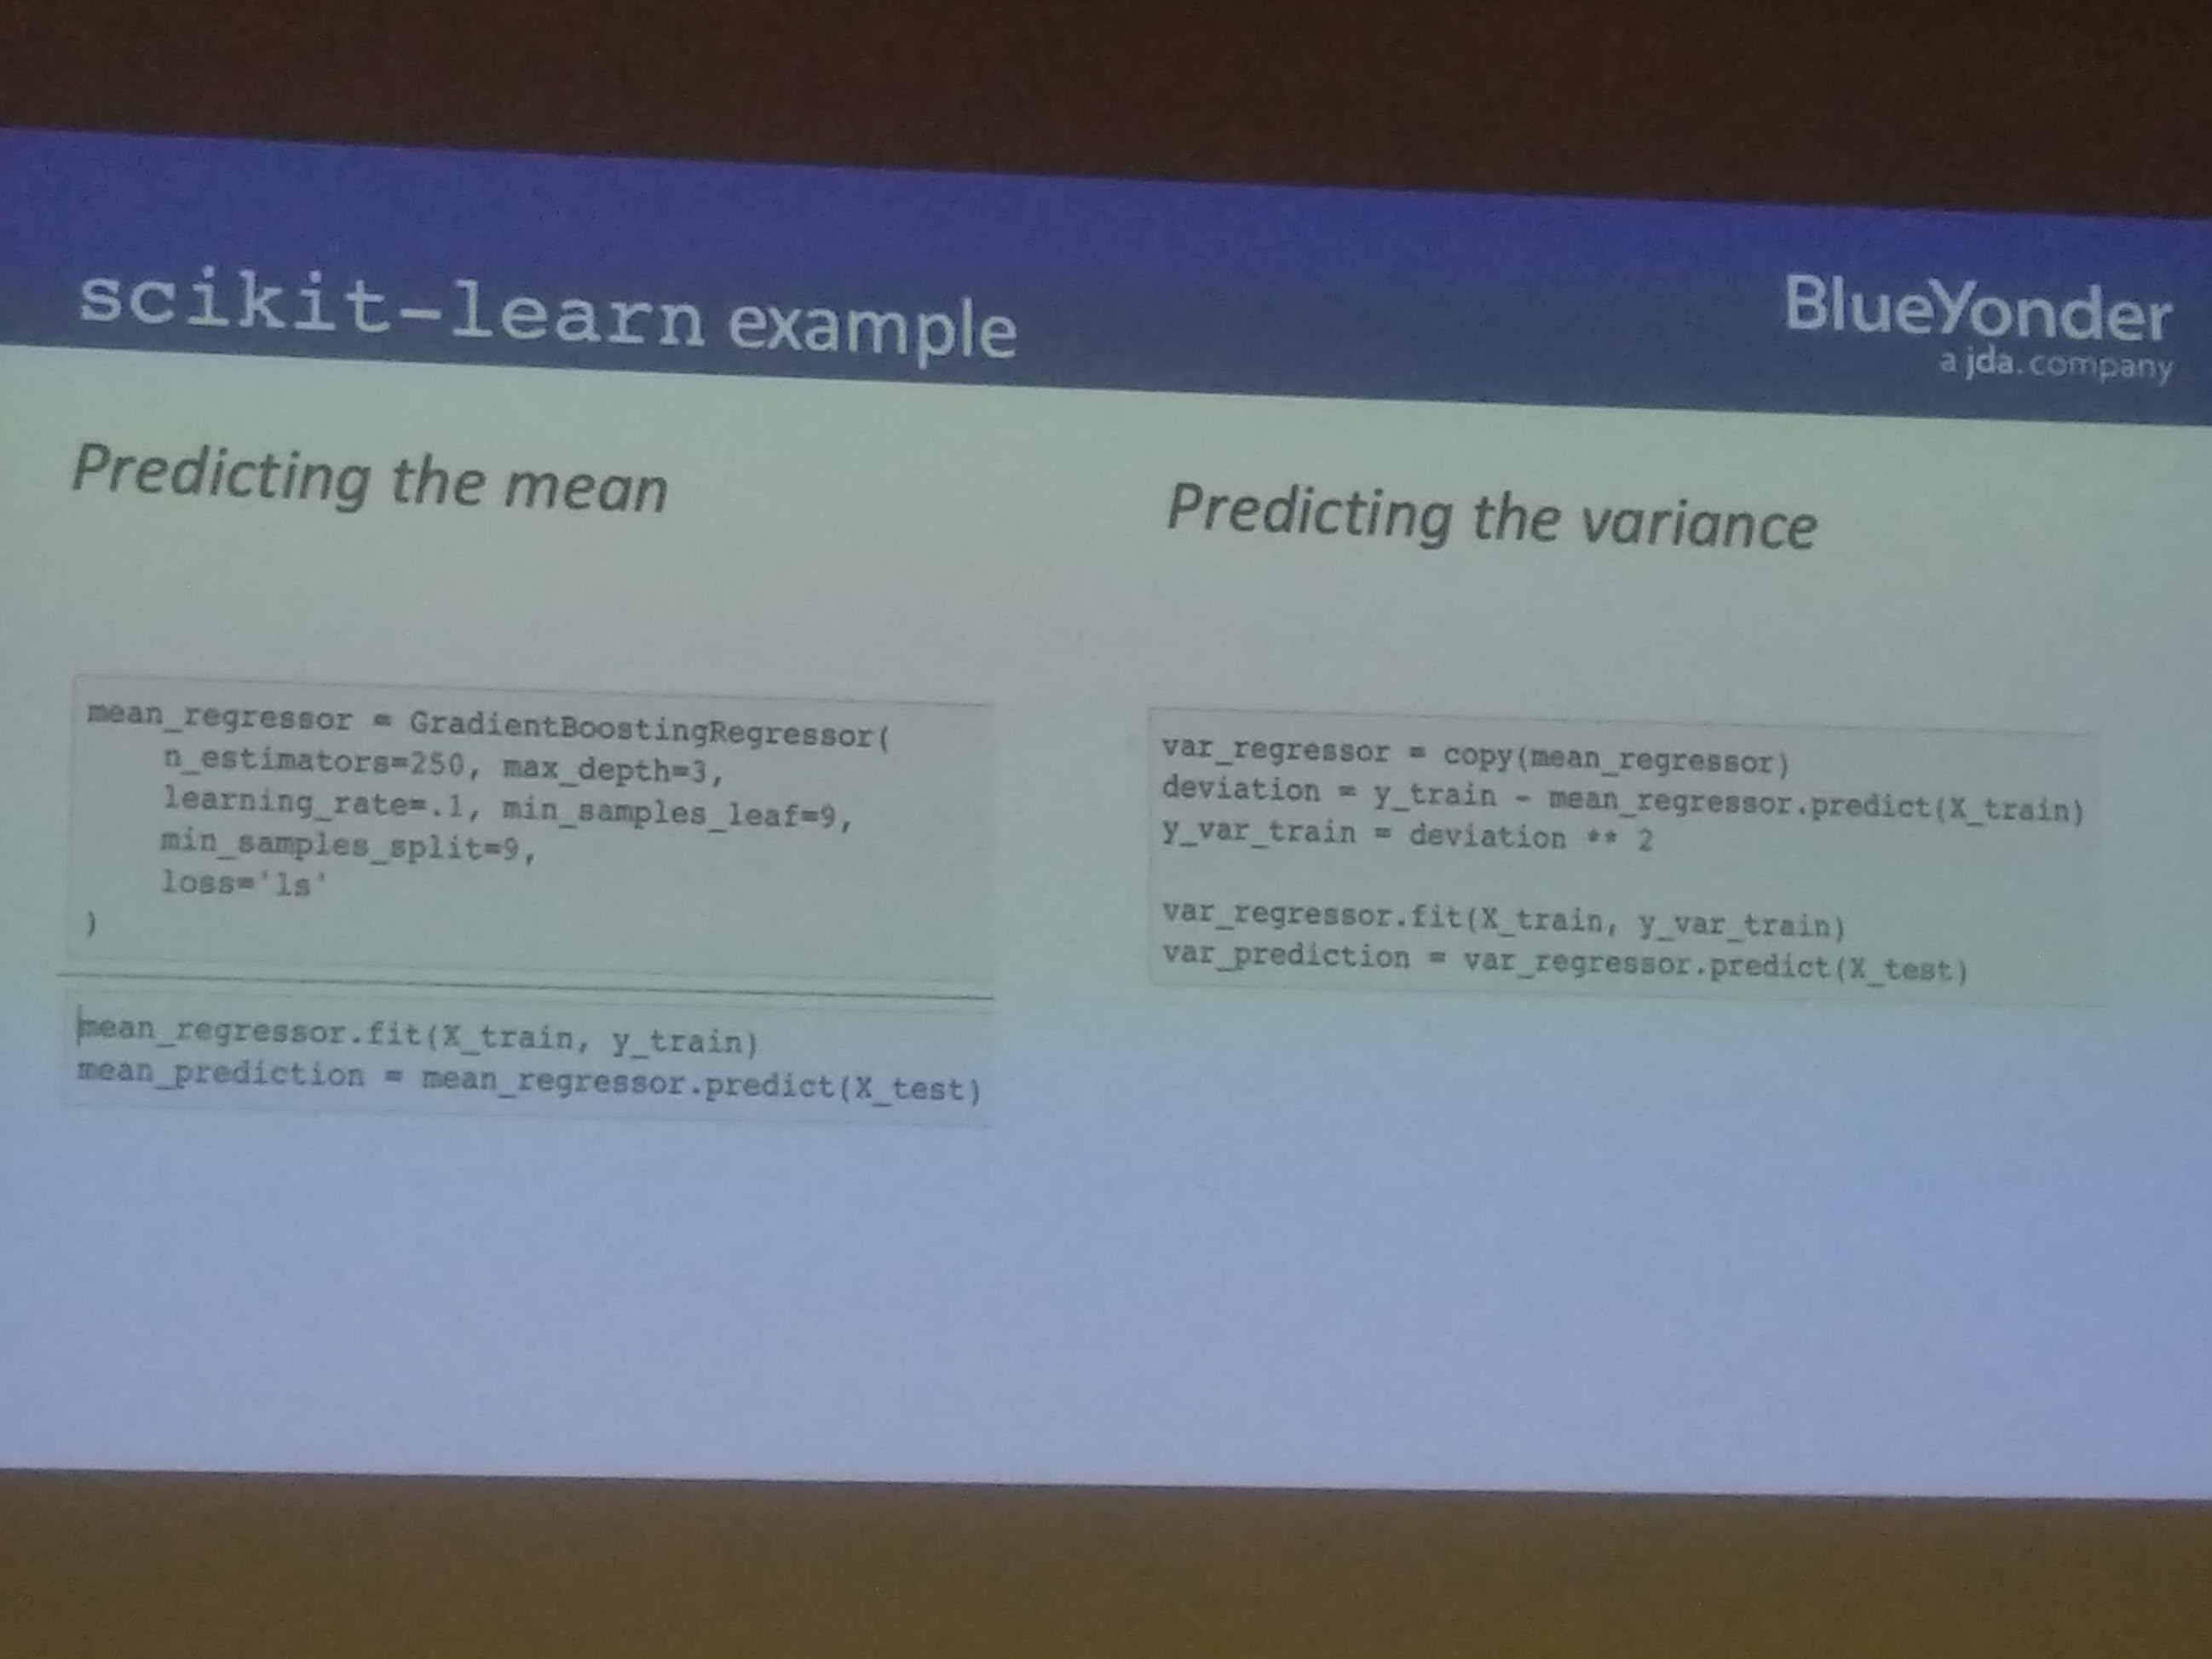 scikit-learn example
BlueYonder
a jda. company
Predicting the mean
mean_regressor = GradientBoostingRegressor(
    n_estimators=250, max_depth=3,
    learning_rate=.1, min_samples_leaf=9,
    min_samples_split=9,
    loss='ls'
)
mean_regressor.fit(X_train, y_train)
mean_prediction = mean_regressor.predict(X_test)
Predicting the variance
var_regressor = copy(mean_regressor)
deviation = y_train - mean_regressor.predict(X_train)
y_var_train = deviation ** 2
var_regressor.fit(X_train, y_var_train)
var_prediction = var_regressor.predict(X_test)